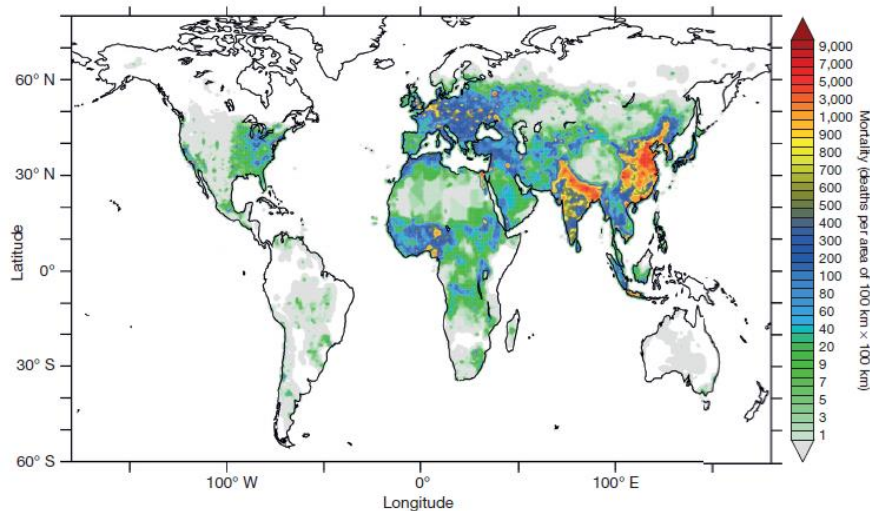 60° N
30° N
0°
30° S
60° S
Latitude
100° W
0°
100° E
Longitude
9,000
7,000
5,000
3,000
1,000
900
800
700
600
500
400
300
200
100
80
60
40
20
9
7
5
3
1
Mortality (deaths per area of 100 km × 100 km)